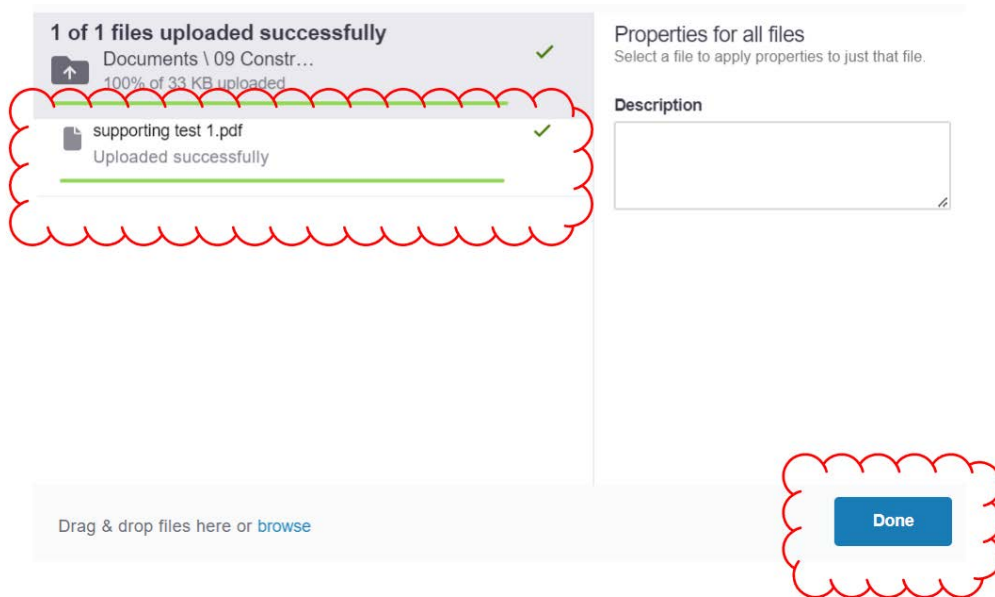 1 of 1 files uploaded successfully
Documents \ 09 Constr...
100% of 33 KB uploaded
supporting test 1.pdf
Uploaded successfully
Properties for all files
Select a file to apply properties to just that file.
Description
Drag & drop files here or browse
Done